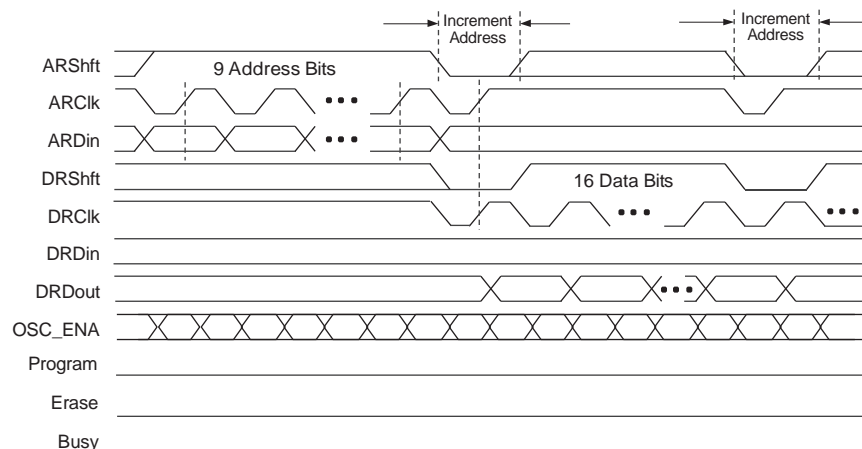 Increment
Address
Increment
Address
ARShft
9 Address Bits
ARClk
ARDin
DRShft
16 Data Bits
DRClk
DRDin
DRDout
OSC_ENA
Program
Erase
Busy